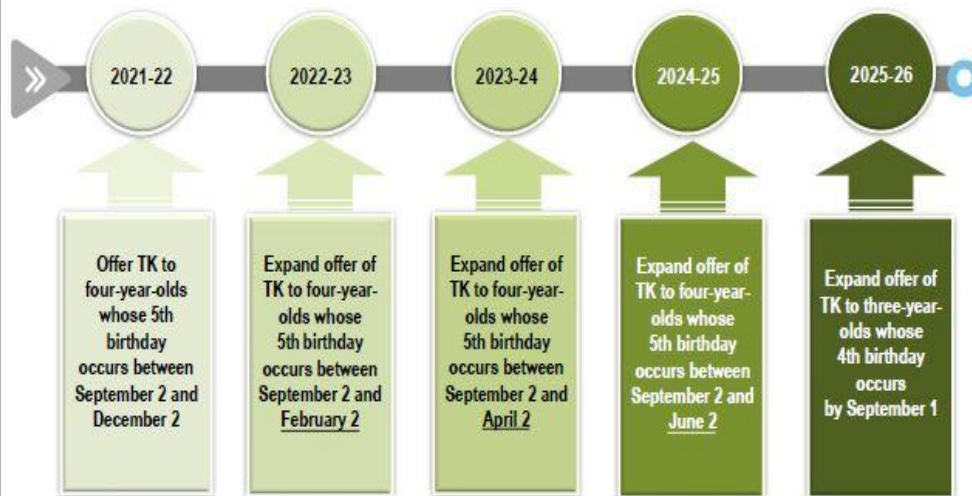 2021-22
2022-23
2023-24
2024-25
2025-26
Offer TK to
four-year-olds
whose 5th
birthday
occurs between
September 2 and
December 2
Expand offer of
TK to four-year-
olds whose
5th birthday
occurs between
September 2 and
February 2
Expand offer of
TK to four-year-
olds whose
5th birthday
occurs between
September 2 and
April 2
Expand offer of
TK to four-year-
olds whose
5th birthday
occurs between
September 2 and
June 2
Expand offer of
TK to three-year-
olds whose
4th birthday
occurs
by September 1